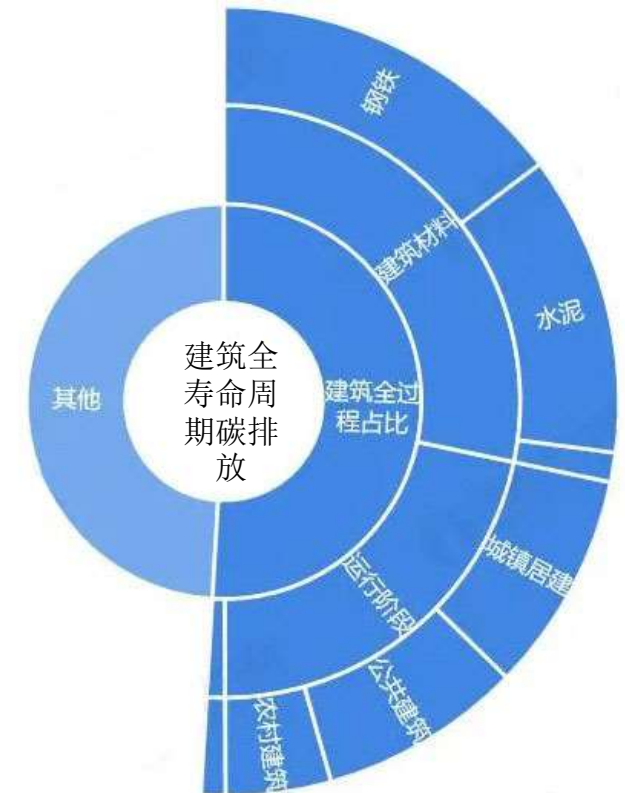 建筑全
寿命周
期碳排
放
其他
建筑全过
程占比
建筑材料
运行阶段
钢铁
水泥
城镇居建
公共建筑
农村建筑